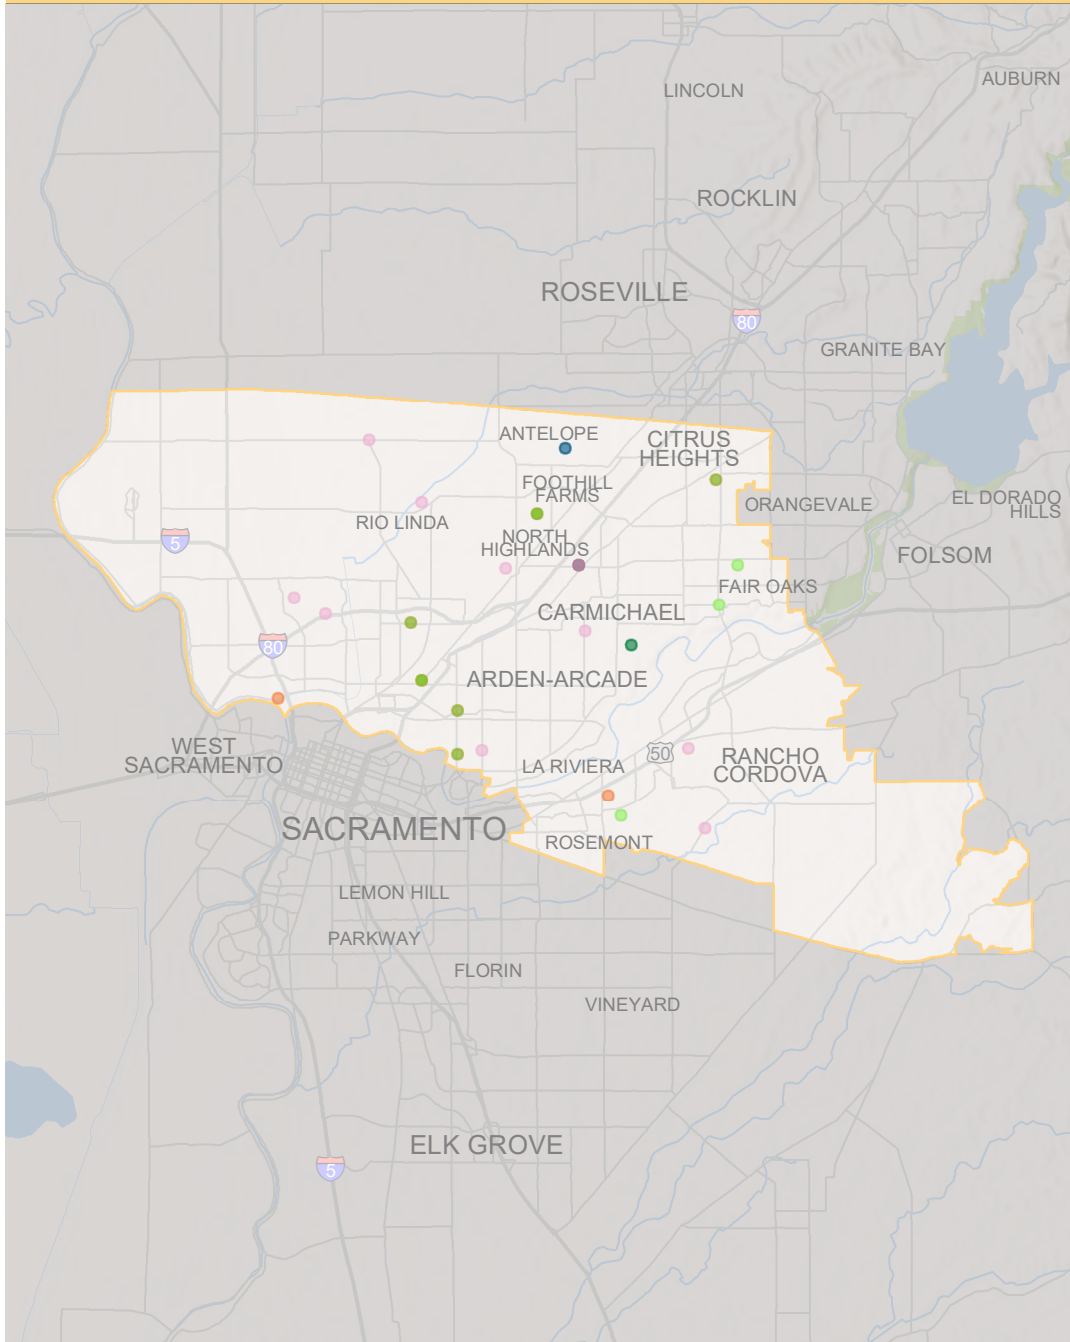 AUBURN
LINCOLN
ROCKLIN
ROSEVILLE
80
GRANITE BAY
ANTELOPE
CITRUS
HEIGHTS
FOOTHILL
FARMS
ORANGEVALE
EL DORADO
HILLS
RIO LINDA
5
NORTH
HIGHLANDS
FOLSOM
FAIR OAKS
CARMICHAEL
80
ARDEN-ARCADE
WEST
SACRAMENTO
50
LA RIVIERA
RANCHO
CORDOVA
SACRAMENTO
ROSEMONT
LEMON HILL
PARKWAY
FLORIN
VINEYARD
ELK GROVE
5